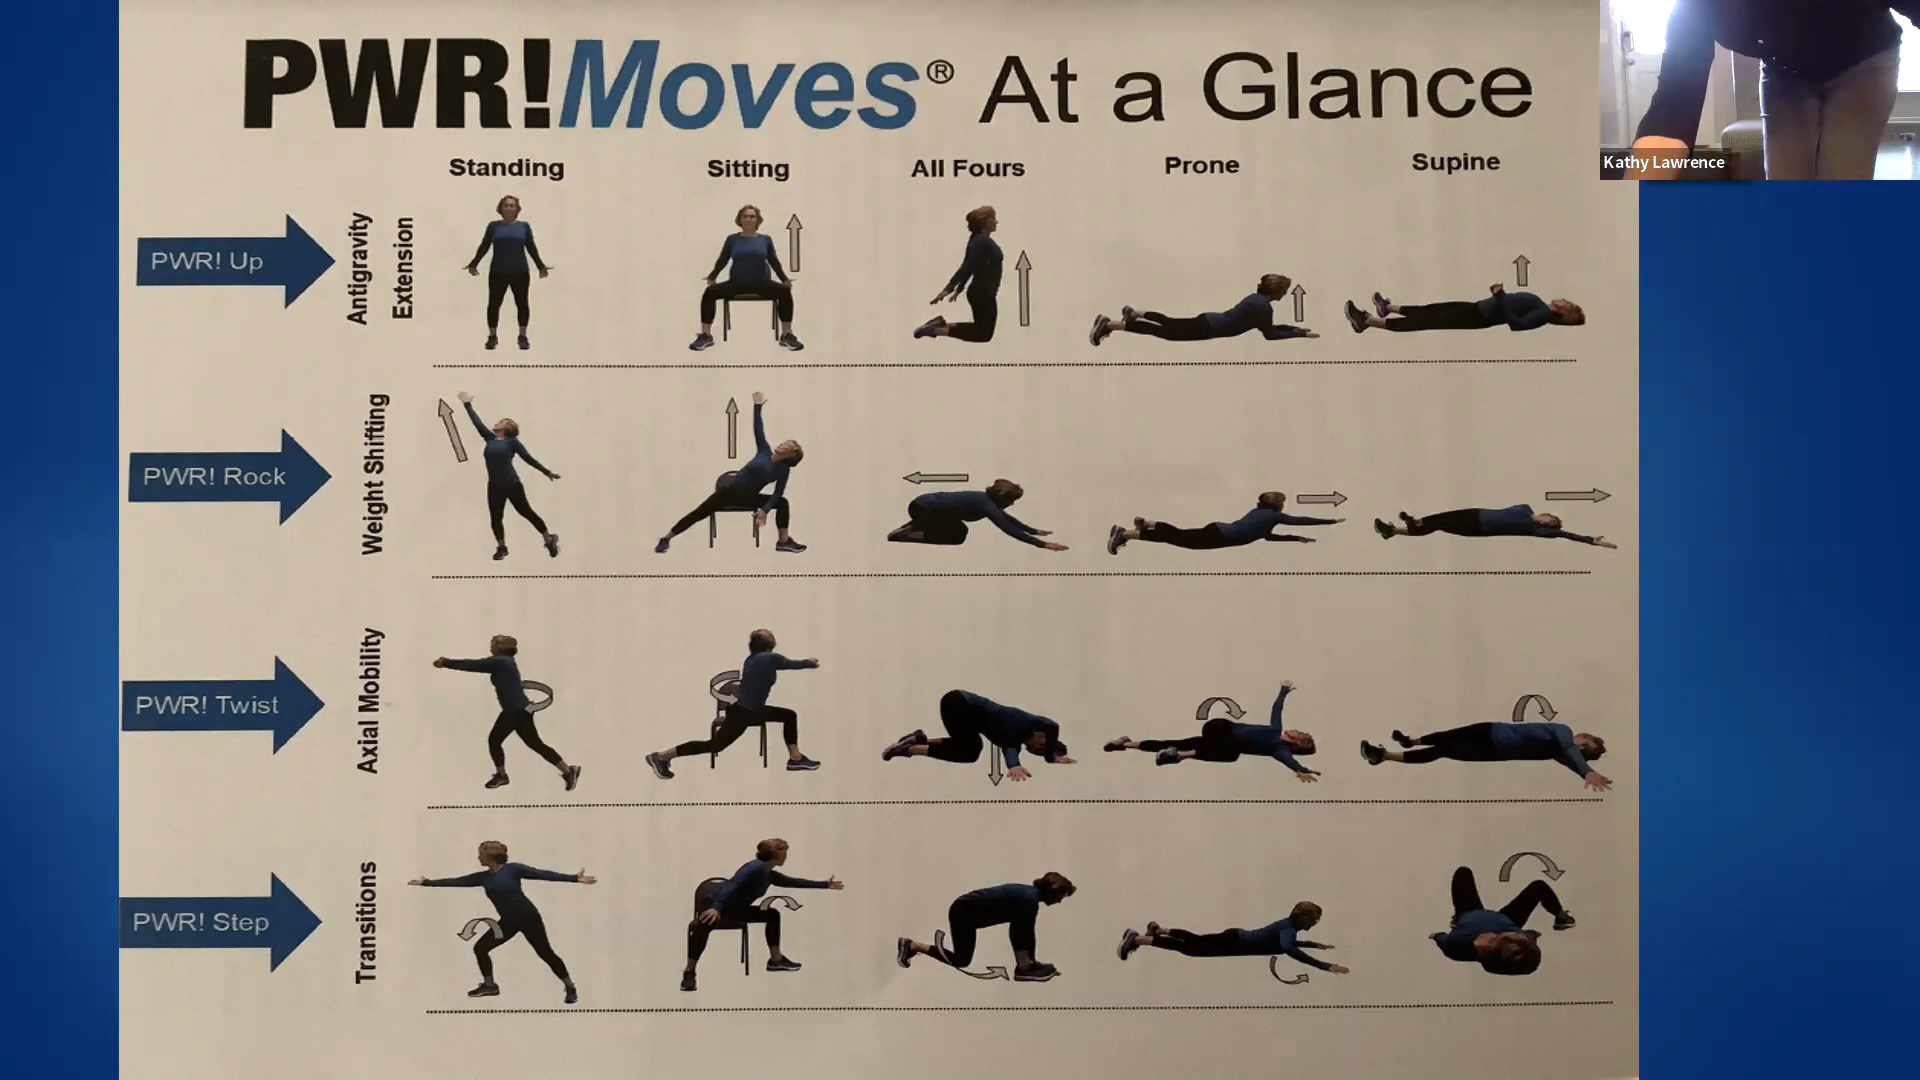 PWR!Moves® At a Glance
Standing Sitting All Fours Prone Supine
PWR! Up
Antigravity
Extension
PWR! Rock
Weight Shifting
PWR! Twist
Axial Mobility
PWR! Step
Transitions
Kathy Lawrence